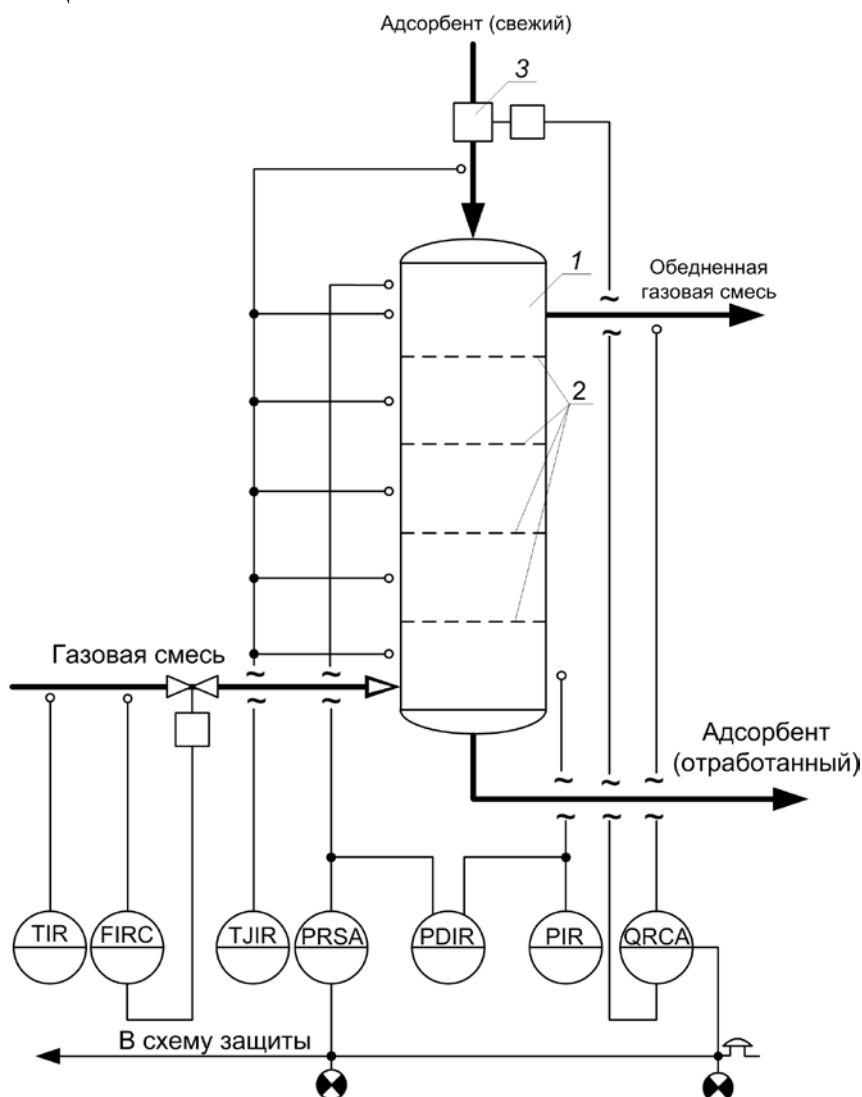 Адсорбент (свежий)
3
1
Обедненная
газовая смесь
2
Газовая смесь
Адсорбент
(отработанный)
TIR
FIRC
TJIR
PRSA
PDIR
PIR
QRCA
В схему защиты